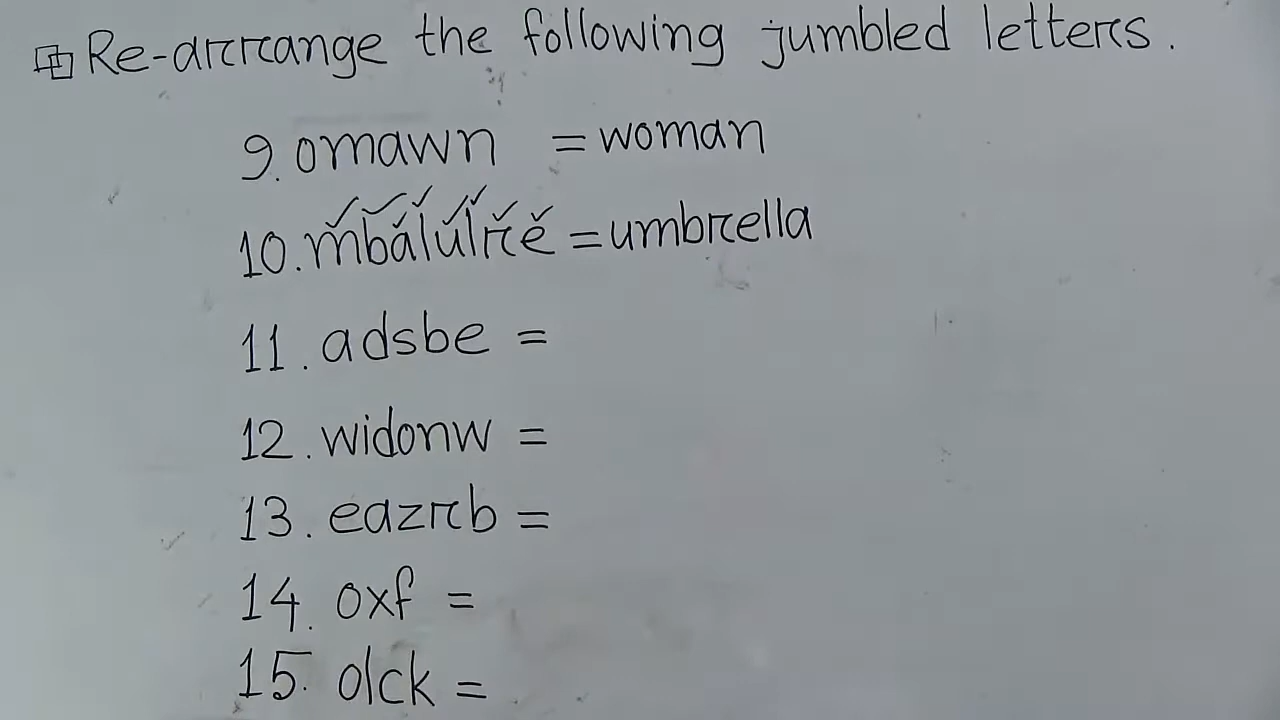 Re-arrange the following jumbled letters.
9. omawn = woman
10. mbalulre = umbrella
11. adsbe =
12. widonw =
13. eazrb =
14. oxf =
15. olck =